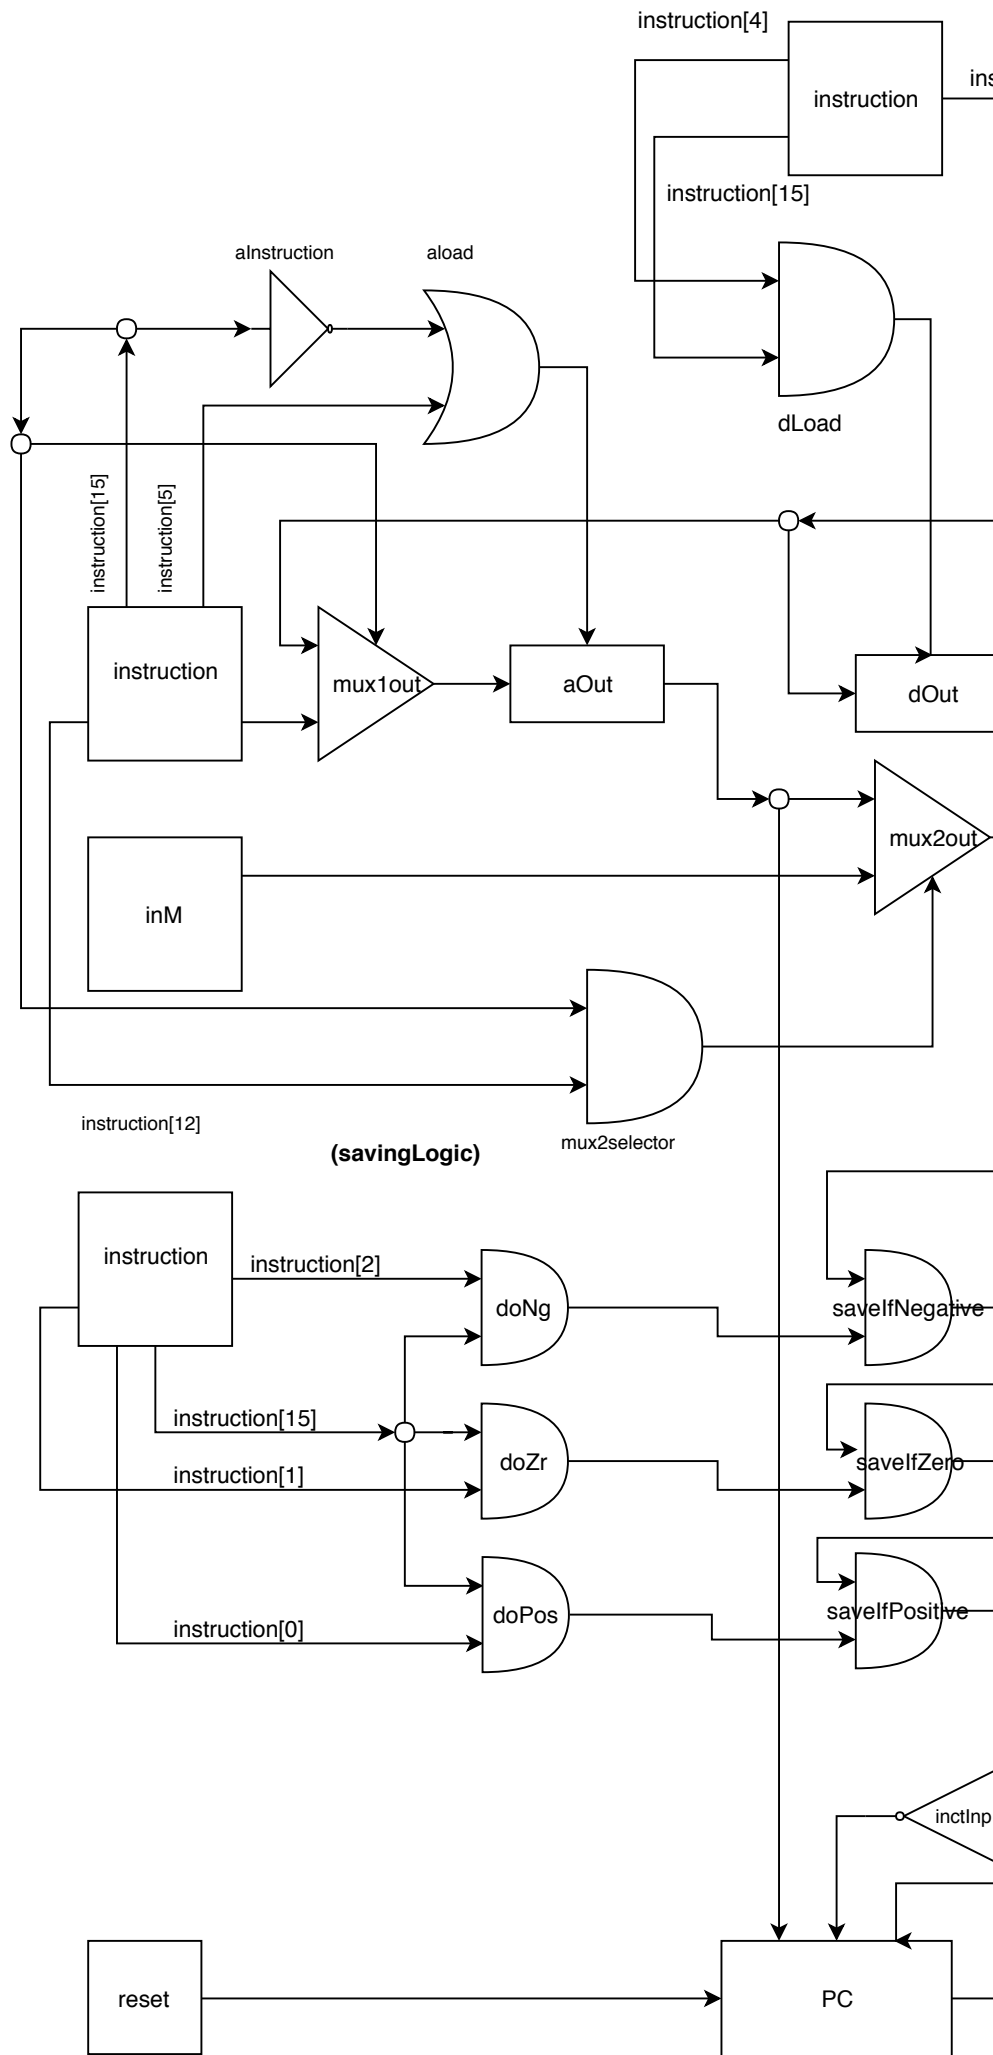 instruction[4]
instruction
ins
instruction[15]
aInstruction
aload
dLoad
instruction[15]
instruction[5]
instruction
mux1out
aOut
dOut
mux2out
inM
instruction[12]
mux2selector
(savingLogic)
instruction
instruction[2]
doNg
saveIfNegative
instruction[15]
doZr
saveIfZero
instruction[1]
doPos
saveIfPositive
instruction[0]
inctInp
reset
PC